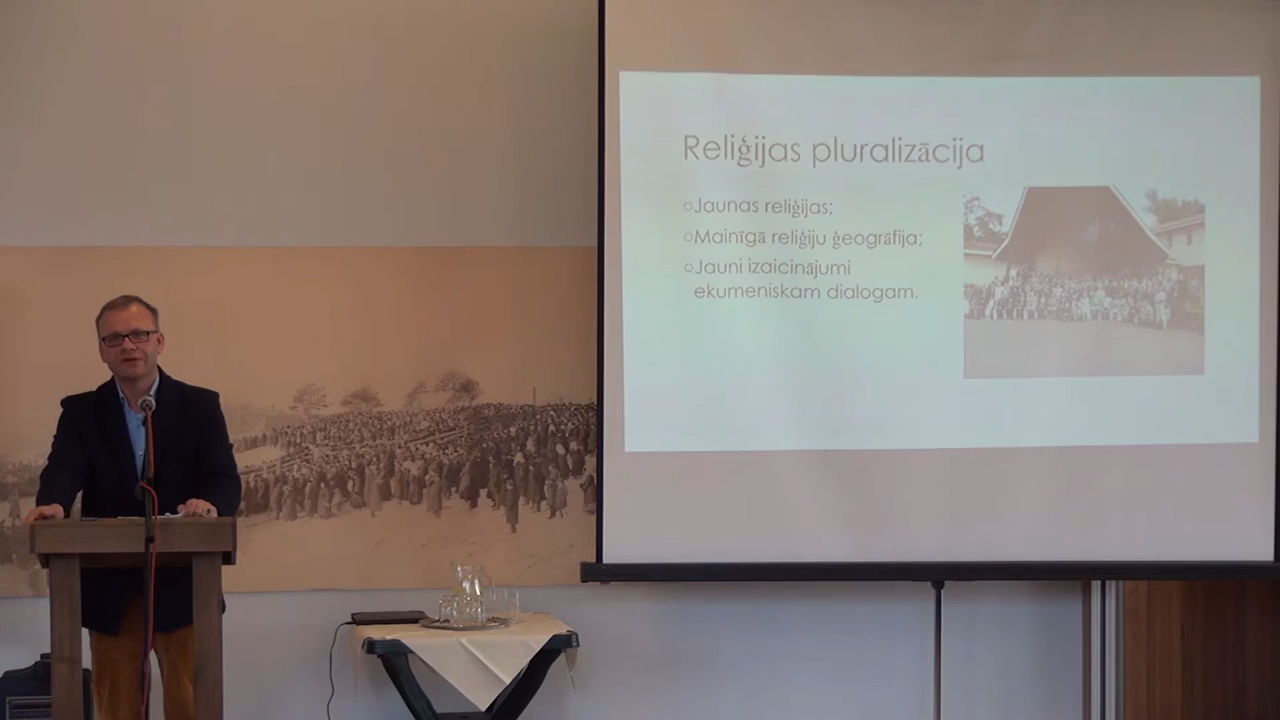 Reliģijas pluralizācija
○Jaunas reliģijas;
○Mainīgā reliģiju ģeogrāfija;
○Jauni izaicinājumi
ekumeniskam dialogam.